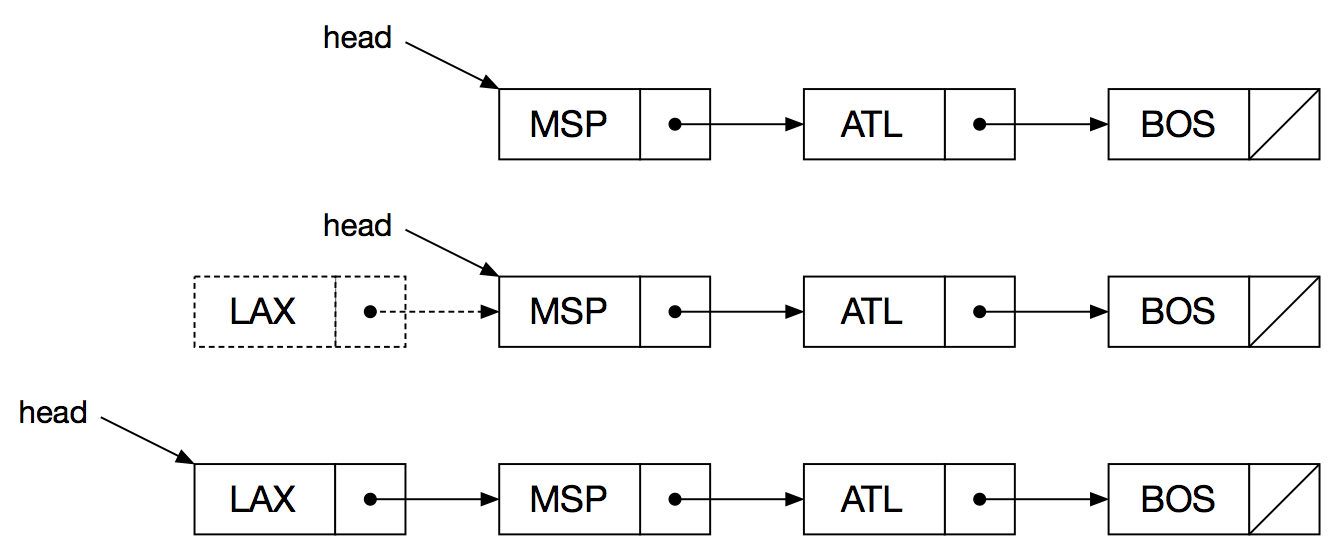 head
MSP ATL BOS
head
LAX MSP ATL BOS
head
LAX MSP ATL BOS